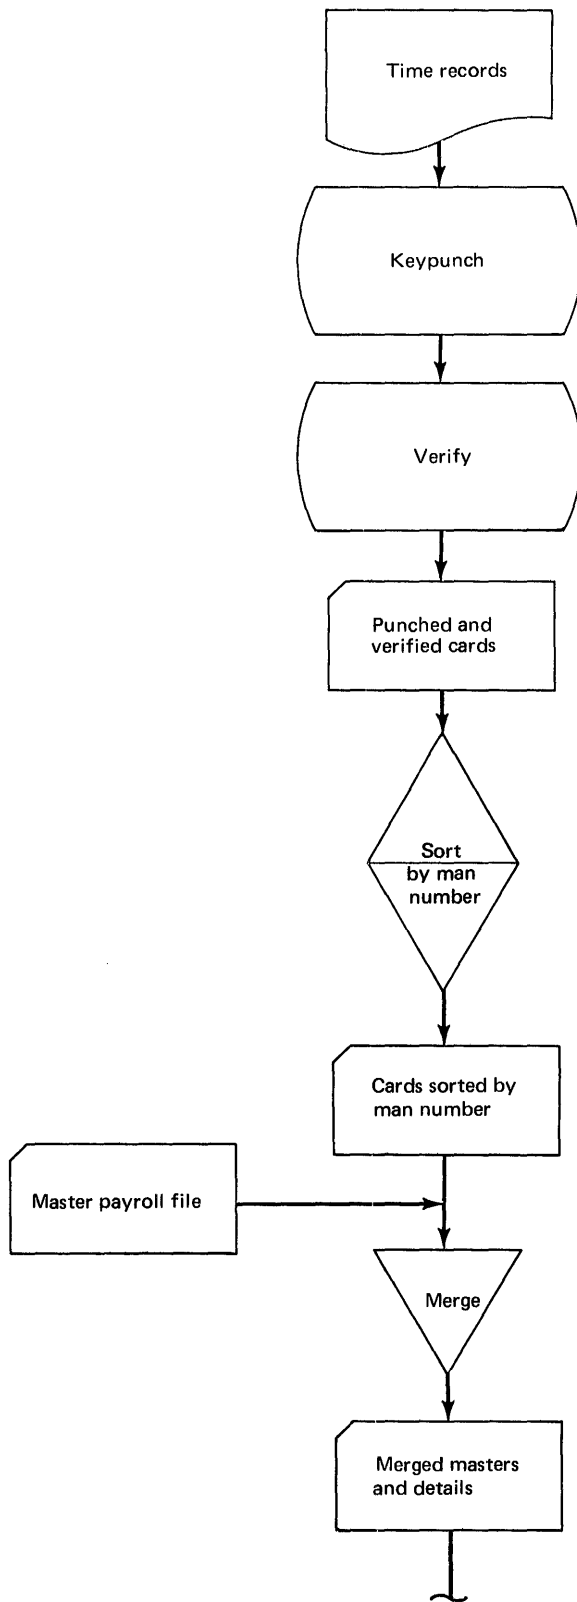 Time records
Keypunch
Verify
Punched and
verified cards
Sort
by man
number
Cards sorted by
man number
Master payroll file
Merge
Merged masters
and details